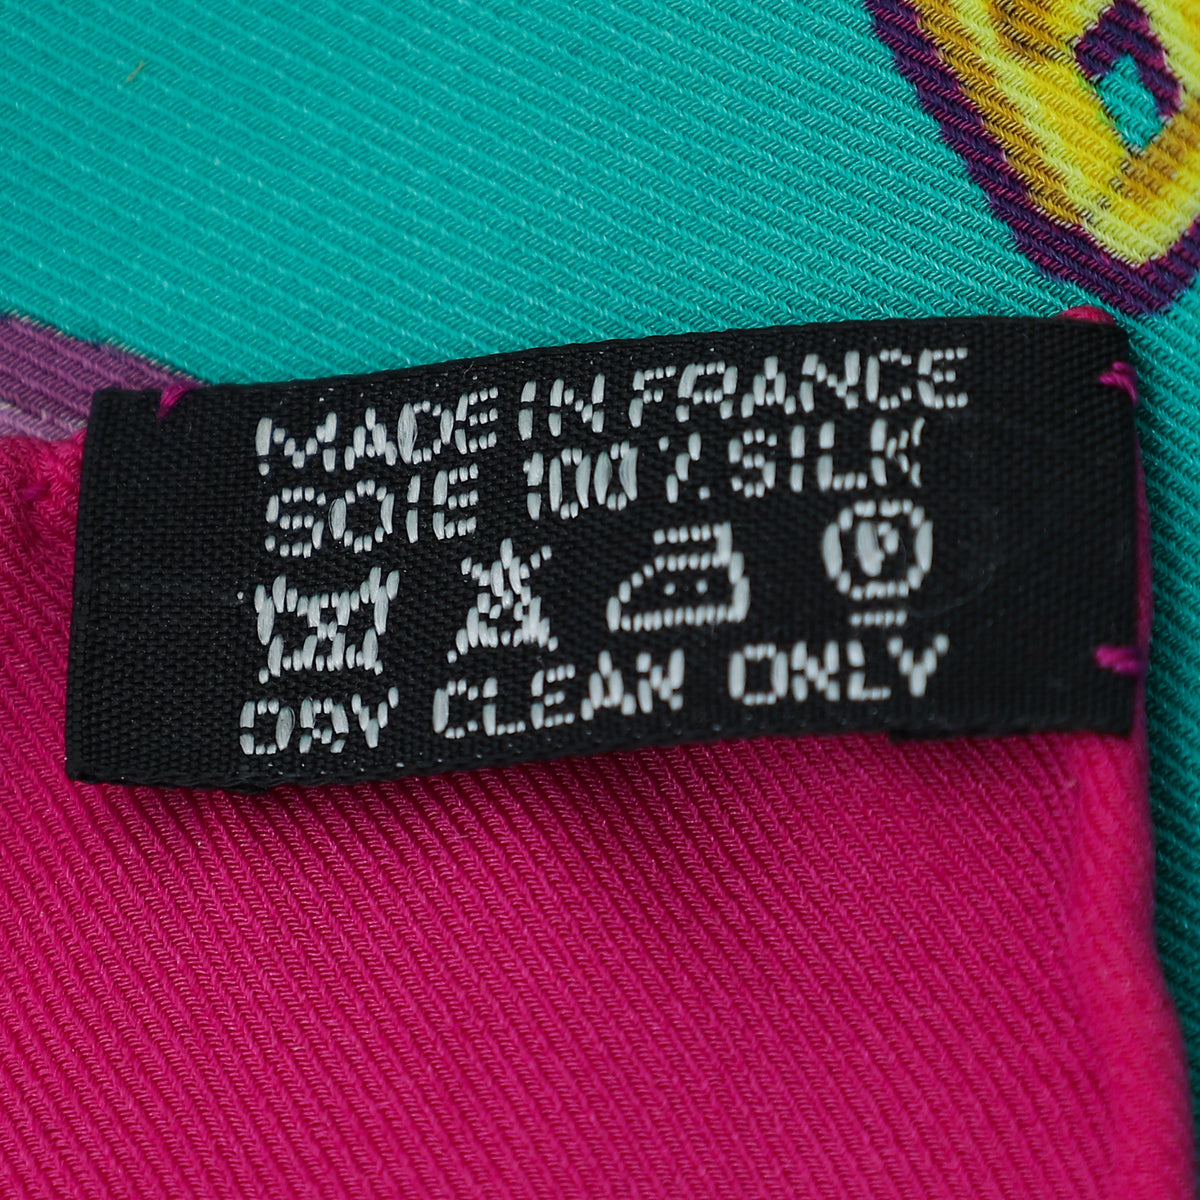 MADE IN FRANCE
SOIE 100% SILK
P
DRY CLEAN ONLY